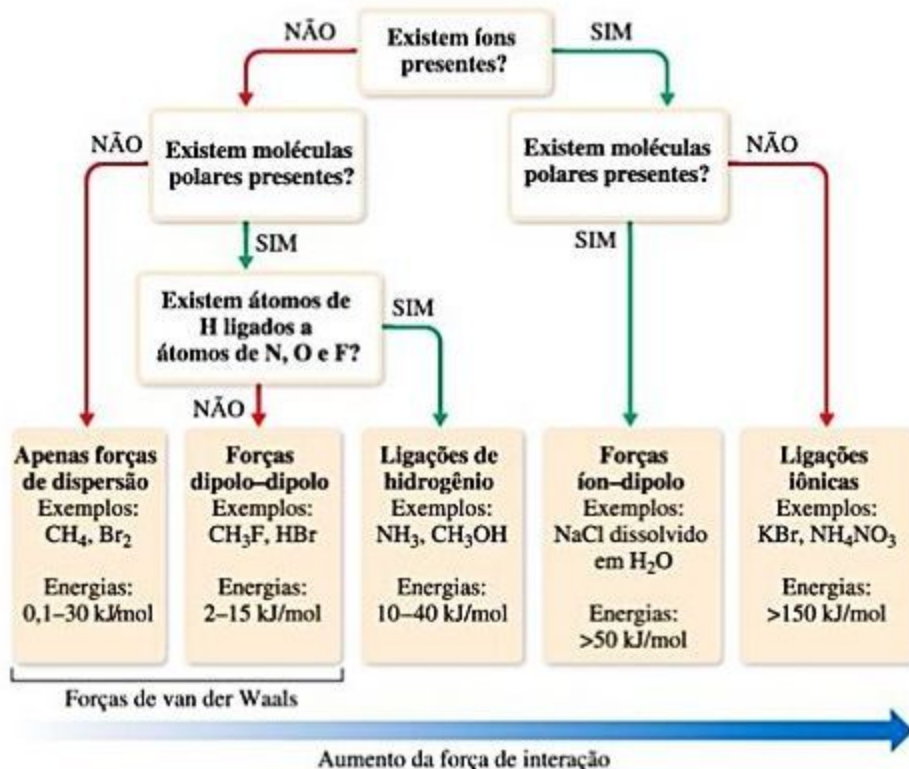 NÃO
Existem íons
presentes?
SIM
NÃO
Existem moléculas
polares presentes?
Existem moléculas
polares presentes?
NÃO
SIM
SIM
Existem átomos de
H ligados a
átomos de N, O e F?
SIM
NÃO
Apenas forças
de dispersão
Exemplos:
CH₄, Br₂
Energias:
0,1–30 kJ/mol
Forças
dipolo–dipolo
Exemplos:
CH₃F, HBr
Energias:
2–15 kJ/mol
Ligações de
hidrogênio
Exemplos:
NH₃, CH₃OH
Energias:
10–40 kJ/mol
Forças
íon–dipolo
Exemplos:
NaCl dissolvido
em H₂O
Energias:
>50 kJ/mol
Ligações
iônicas
Exemplos:
KBr, NH₄NO₃
Energias:
>150 kJ/mol
Forças de van der Waals
Aumento da força de interação